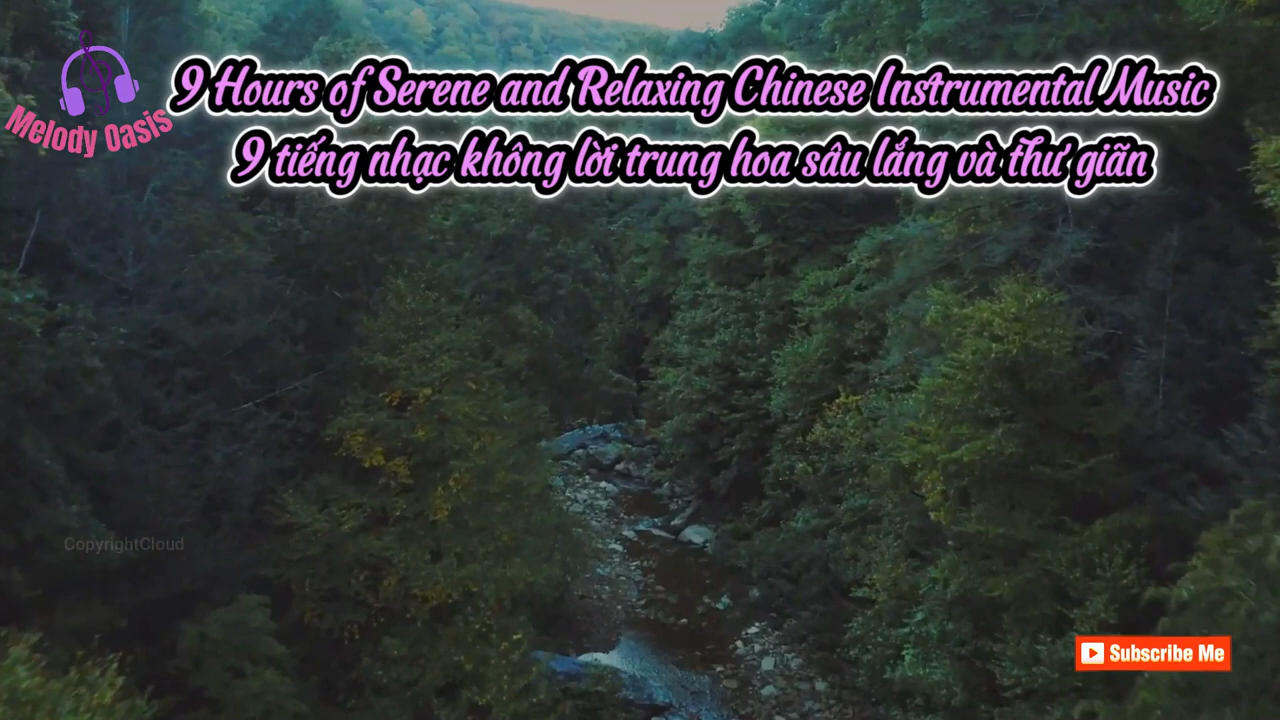 9 Hours of Serene and Relaxing Chinese Instrumental Music
9 tiếng nhạc không lời trung hoa sâu lắng và thư giãn
Melody Oasis
CopyrightCloud
Subscribe Me